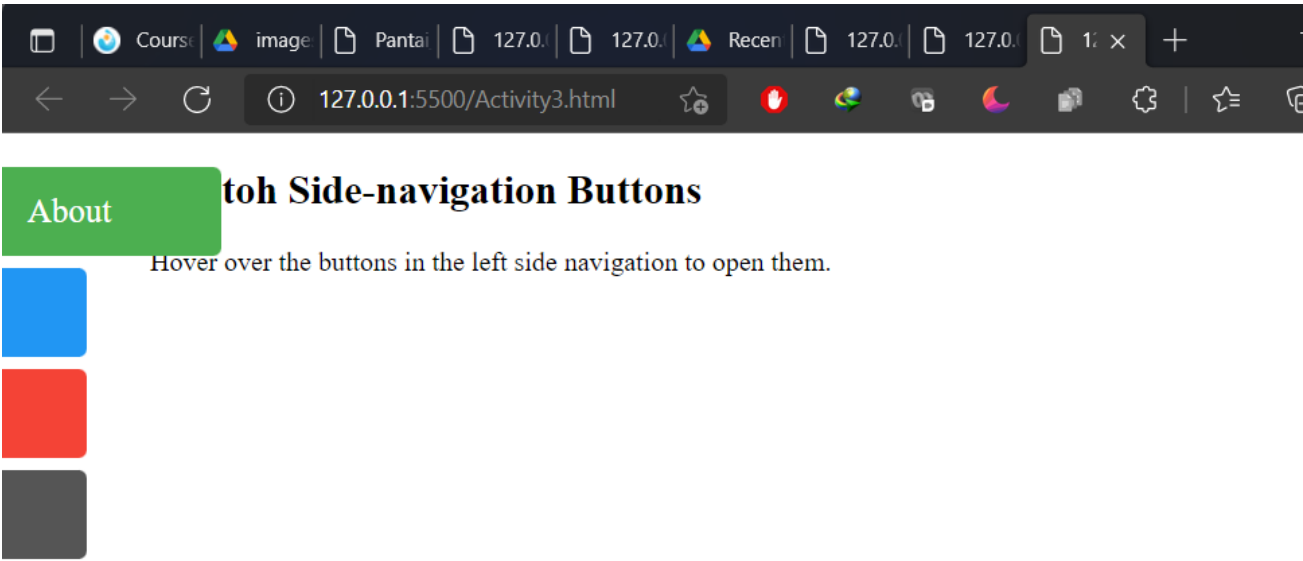 Course image Pantai 127.0. 127.0. Recen 127.0. 127.0. 12
127.0.0.1:5500/Activity3.html
toh Side-navigation Buttons
About
Hover over the buttons in the left side navigation to open them.